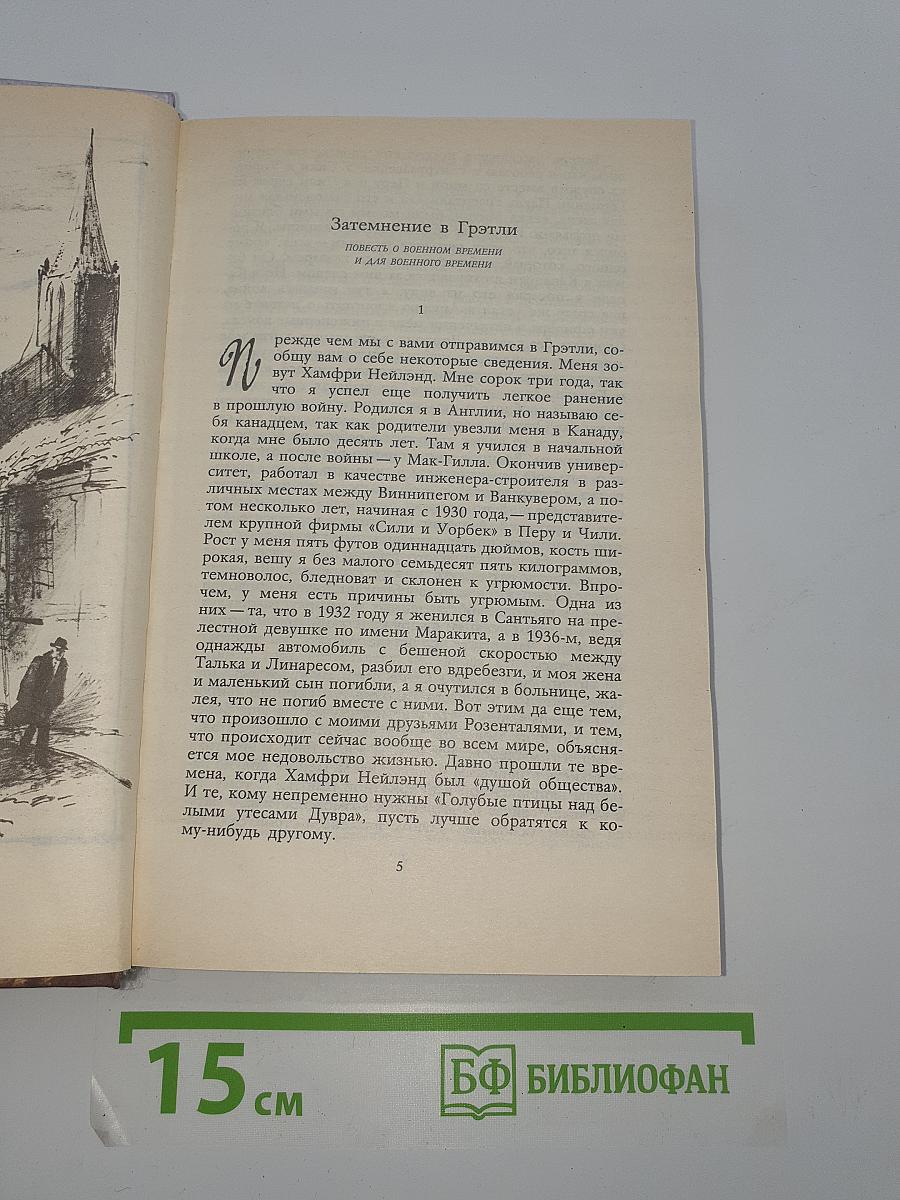 Затемнение в Грэтли
ПОВЕСТЬ О ВОЕННОМ ВРЕМЕНИ
И ДЛЯ ВОЕННОГО ВРЕМЕНИ
1
Прежде чем мы с вами отправимся в Грэтли, со-
общу вам о себе некоторые сведения. Меня зо-
вут Хамфри Нейлэнд. Мне сорок три года, так
что я успел еще получить легкое ранение
в прошлую войну. Родился я в Англии, но называю се-
бя канадцем, так как родители увезли меня в Канаду,
когда мне было десять лет. Там я учился в начальной
школе, а после войны — у Мак-Гилла. Окончив универ-
ситет, работал в качестве инженера-строителя в раз-
личных местах между Виннипегом и Ванкувером, а по-
том несколько лет, начиная с 1930 года, — представите-
лем крупной фирмы «Сили и Уорбек» в Перу и Чили.
Рост у меня пять футов одиннадцать дюймов, кость ши-
рокая, вешу я без малого семьдесят пять килограммов,
темноволос, бледноват и склонен к угрюмости. Впро-
чем, у меня есть причины быть угрюмым. Одна из
них — та, что в 1932 году я женился в Сантьяго на пре-
лестной девушке по имени Маракита, а в 1936-м, ведя
однажды автомобиль с бешеной скоростью между
Талька и Линаресом, разбил его вдребезги, и моя жена
и маленький сын погибли, а я очутился в больнице, жа-
лея, что не погиб вместе с ними. Вот этим да еще тем,
что произошло с моими друзьями Розенталями, и тем,
что происходит сейчас вообще во всем мире, объясня-
ется мое недовольство жизнью. Давно прошли те вре-
мена, когда Хамфри Нейлэнд был «душой общества».
И те, кому непременно нужны «Голубые птицы над бе-
лыми утесами Дувра», пусть лучше обратятся к ко-
му-нибудь другому.
5
15 см
БФ БИБЛИОФАН